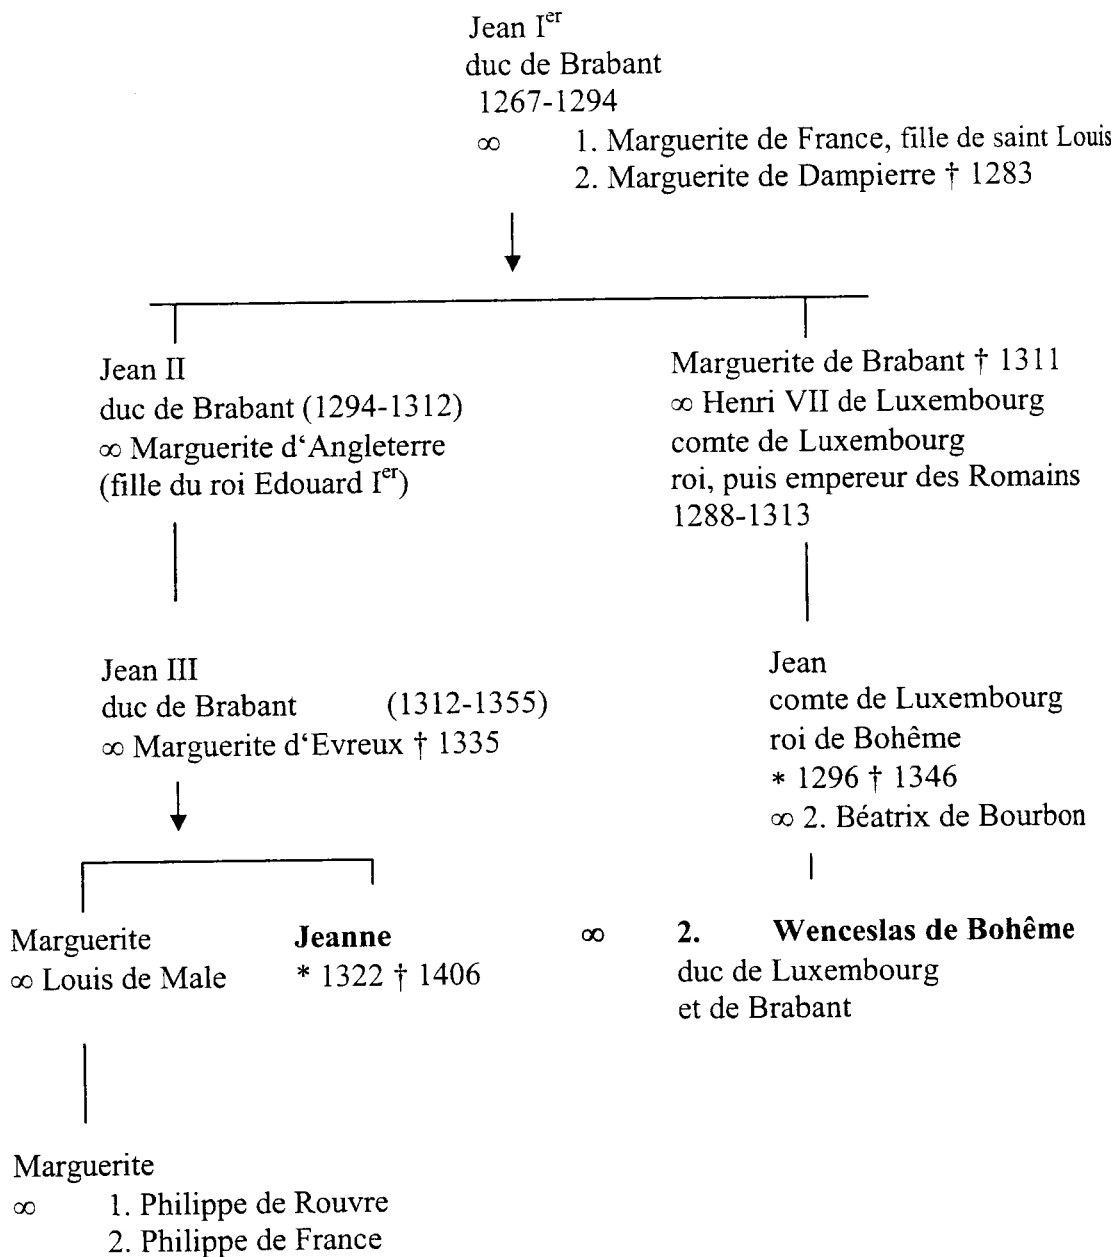 Jean Ier
duc de Brabant
1267-1294
∞ 1. Marguerite de France, fille de saint Louis
2. Marguerite de Dampierre † 1283
Jean II
duc de Brabant (1294-1312)
∞ Marguerite d‘Angleterre
(fille du roi Edouard Ier)
Marguerite de Brabant † 1311
∞ Henri VII de Luxembourg
comte de Luxembourg
roi, puis empereur des Romains
1288-1313
Jean III
duc de Brabant (1312-1355)
∞ Marguerite d‘Evreux † 1335
Jean
comte de Luxembourg
roi de Bohême
* 1296 † 1346
∞ 2. Béatrix de Bourbon
Marguerite
∞ Louis de Male
Jeanne
* 1322 † 1406
∞ 2. Wenceslas de Bohême
duc de Luxembourg
et de Brabant
Marguerite
∞ 1. Philippe de Rouvre
2. Philippe de France